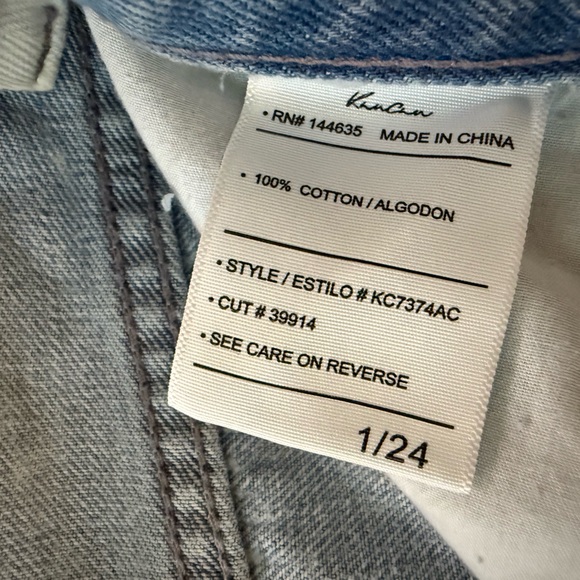 KanCan
• RN# 144635 MADE IN CHINA
• 100% COTTON / ALGODON
• STYLE / ESTILO # KC7374AC
• CUT # 39914
• SEE CARE ON REVERSE
1/24